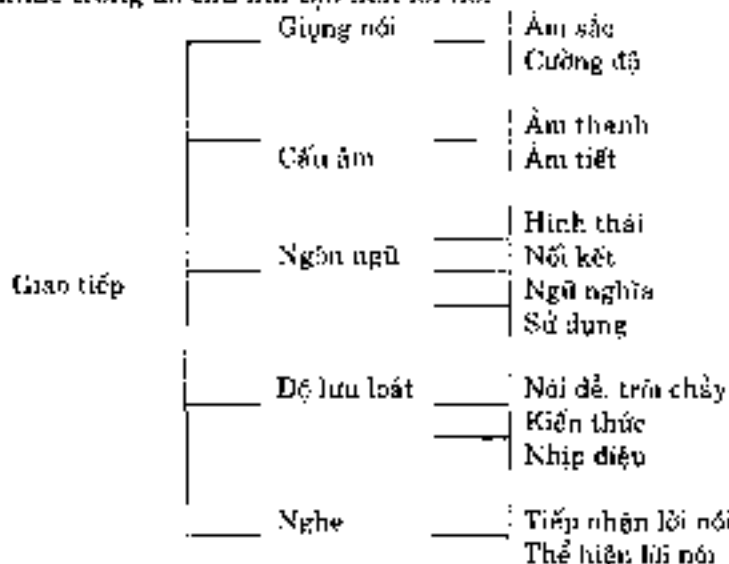 Giọng nói
Âm sắc
Cường độ
Cấu âm
Âm thanh
Âm tiết
Giao tiếp
Ngôn ngữ
Hình thái
Nối kết
Ngữ nghĩa
Sử dụng
Độ lưu loát
Nói dễ, trôi chảy
Kiến thức
Nhịp điệu
Nghe
Tiếp nhận lời nói
Thể hiện lời nói